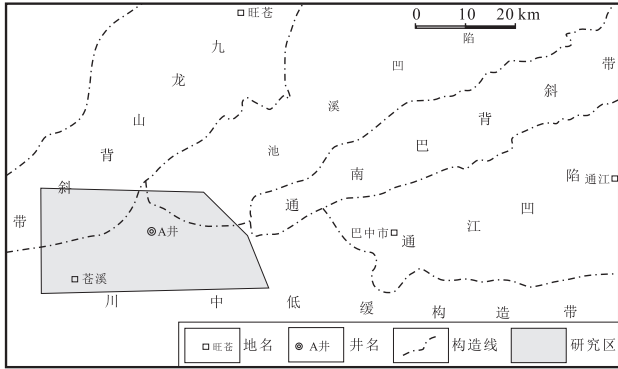 0 10 20 km
旺苍
九龙山背斜带
池溪凹陷
通南巴背斜带
通江凹陷
通江
巴中市
A井
苍溪
川中低缓构造带
旺苍 地名
A井 井名
构造线
研究区